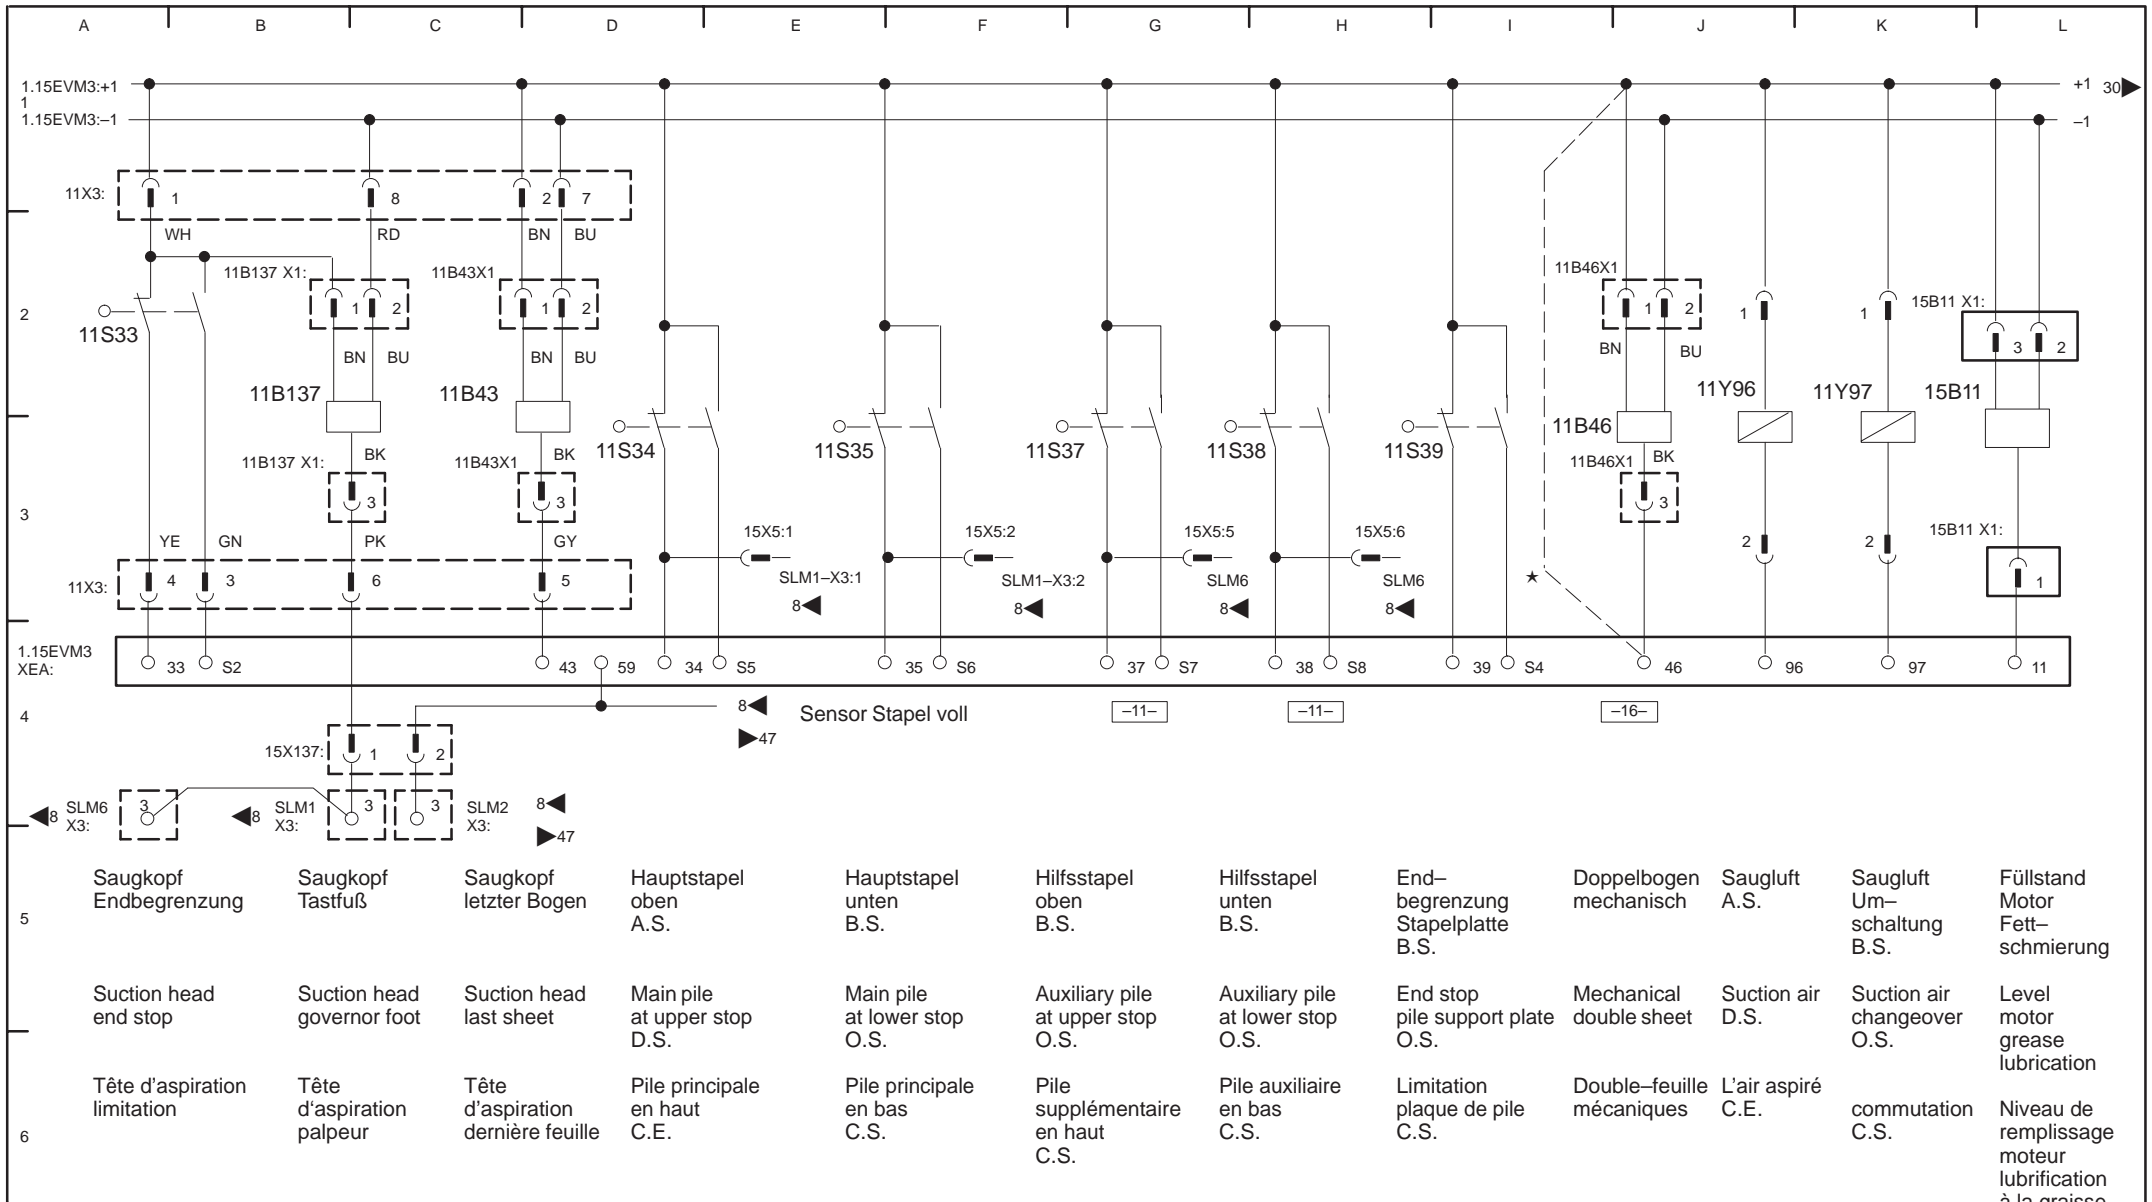 A B C D E F G H I J K L
1.15EVM3:+1
+1 30
1
1.15EVM3:–1
–1
11X3: 1 8 2 7
WH RD BN BU
11B137 X1: 11B43X1 11B46X1
1 2 1 2 1 2 1 1 15B11 X1:
2
11S33
3 2
BN BU BN BU BN BU
11B137 11B43 11Y96 11Y97 15B11
11S34 11S35 11S37 11S38 11S39 11B46
11B137 X1: BK 11B43X1 BK 11B46X1 BK
3 3 3
3
YE GN PK GY 15X5:1 15X5:2 15X5:5 15X5:6 2 2 15B11 X1:
11X3: 4 3 6 5 SLM1–X3:1 SLM1–X3:2 SLM6 SLM6 ★ 1
8 8 8 8
1.15EVM3
XEA: 33 S2 43 59 34 S5 35 S6 37 S7 38 S8 39 S4 46 96 97 11
4
8 Sensor Stapel voll –11– –11– –16–
47
15X137: 1 2
8 SLM6
X3: 3
8 SLM1
X3: 3
3 SLM2
X3:
8
47
5
Saugkopf
Endbegrenzung
Saugkopf
Tastfuß
Saugkopf
letzter Bogen
Hauptstapel
oben
A.S.
Hauptstapel
unten
B.S.
Hilfsstapel
oben
B.S.
Hilfsstapel
unten
B.S.
End–
begrenzung
Stapelplatte
B.S.
Doppelbogen
mechanisch
Saugluft
A.S.
Saugluft
Um–
schaltung
B.S.
Füllstand
Motor
Fett–
schmierung
Suction head
end stop
Suction head
governor foot
Suction head
last sheet
Main pile
at upper stop
D.S.
Main pile
at lower stop
O.S.
Auxiliary pile
at upper stop
O.S.
Auxiliary pile
at lower stop
O.S.
End stop
pile support plate
O.S.
Mechanical
double sheet
Suction air
D.S.
Suction air
changeover
O.S.
Level
motor
grease
lubrication
6
Tête d’aspiration
limitation
Tête
d‘aspiration
palpeur
Tête
d’aspiration
dernière feuille
Pile principale
en haut
C.E.
Pile principale
en bas
C.S.
Pile
supplémentaire
en haut
C.S.
Pile auxiliaire
en bas
C.S.
Limitation
plaque de pile
C.S.
Double–feuille
mécaniques
L’air aspiré
C.E.
commutation
C.S.
Niveau de
remplissage
moteur
lubrification
à la graisse